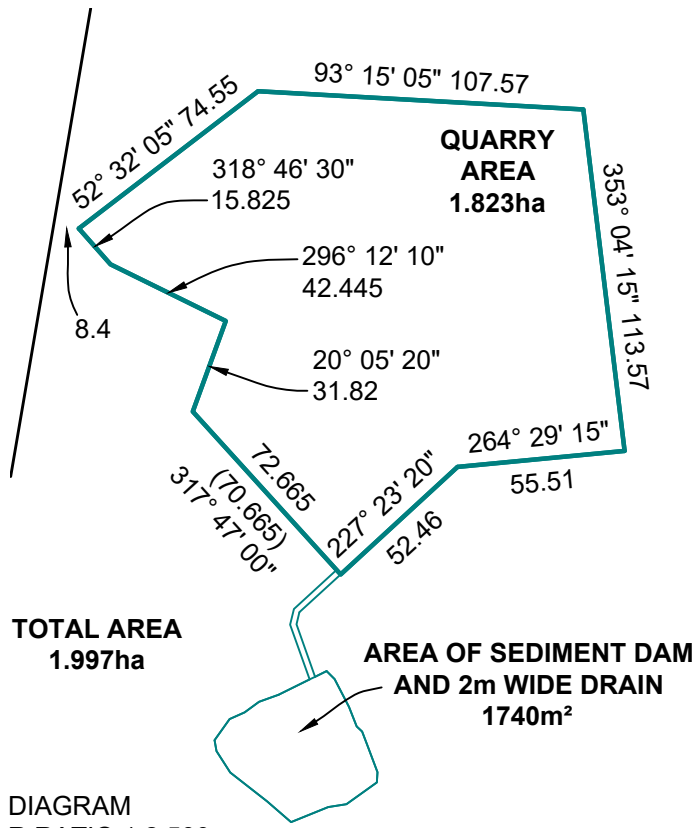 93° 15' 05" 107.57
52° 32' 05" 74.55
QUARRY
AREA
1.823ha
318° 46' 30"
15.825
353° 04' 15" 113.57
296° 12' 10"
42.445
8.4
20° 05' 20"
31.82
264° 29' 15"
55.51
72.665
(70.665)
317° 47' 00"
227° 23' 20"
52.46
TOTAL AREA
1.997ha
AREA OF SEDIMENT DAM
AND 2m WIDE DRAIN
1740m²
DIAGRAM